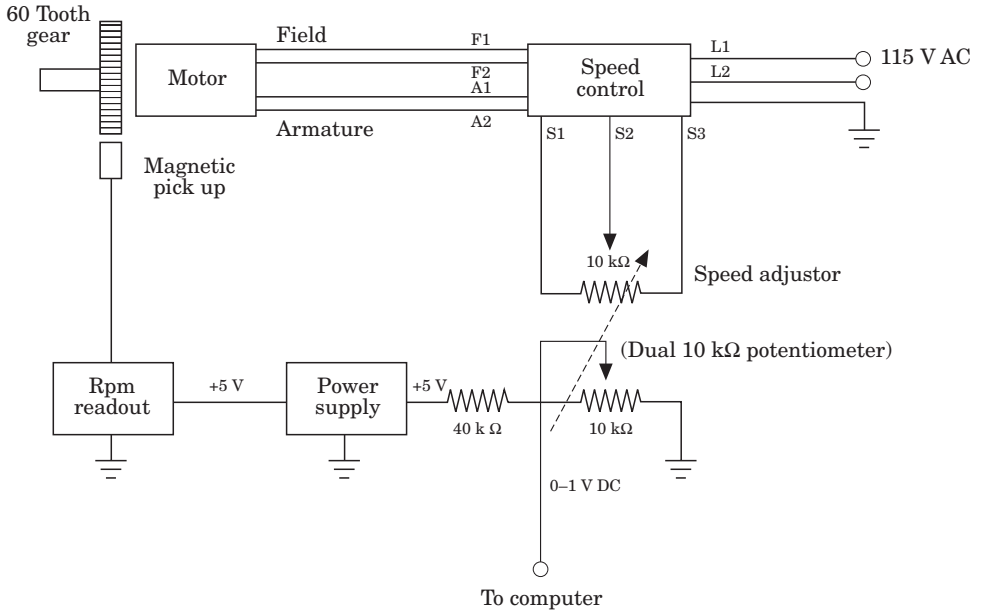 60 Tooth
gear
Motor
Field
F1
F2
A1
Armature
A2
Speed
control
L1
L2
115 V AC
S1
S2
S3
Magnetic
pick up
10 kΩ
Speed adjustor
(Dual 10 kΩ potentiometer)
Rpm
readout
+5 V
Power
supply
+5 V
40 k Ω
10 kΩ
0–1 V DC
To computer